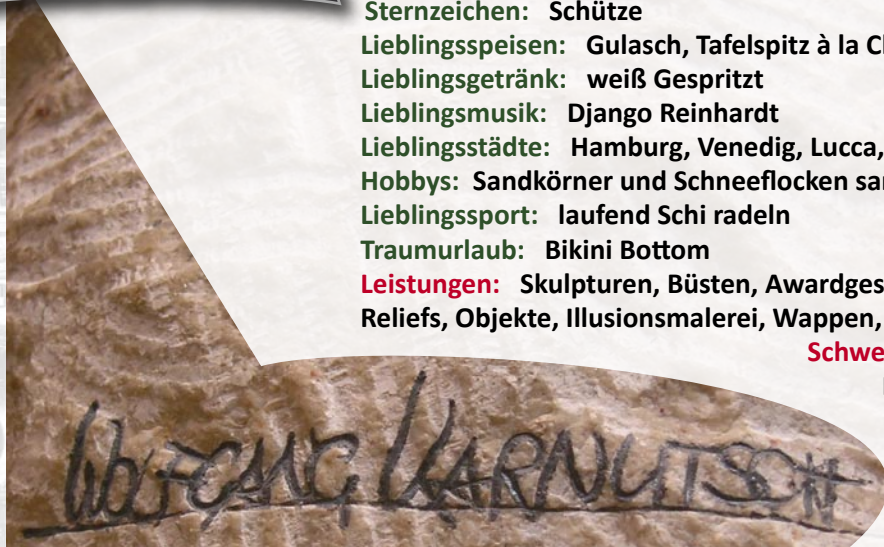 Sternzeichen: Schütze
Lieblingsspeisen: Gulasch, Tafelspitz à la
Lieblingsgetränk: weiß Gespritzt
Lieblingsmusik: Django Reinhardt
Lieblingsstädte: Hamburg, Venedig, Lucca,
Hobbys: Sandkörner und Schneeflocken
Lieblingssport: laufend Schi radeln
Traumurlaub: Bikini Bottom
Leistungen: Skulpturen, Büsten,
Reliefs, Objekte, Illusionsmalerei, Wappen,
WOLFGANG KARNUTSCH